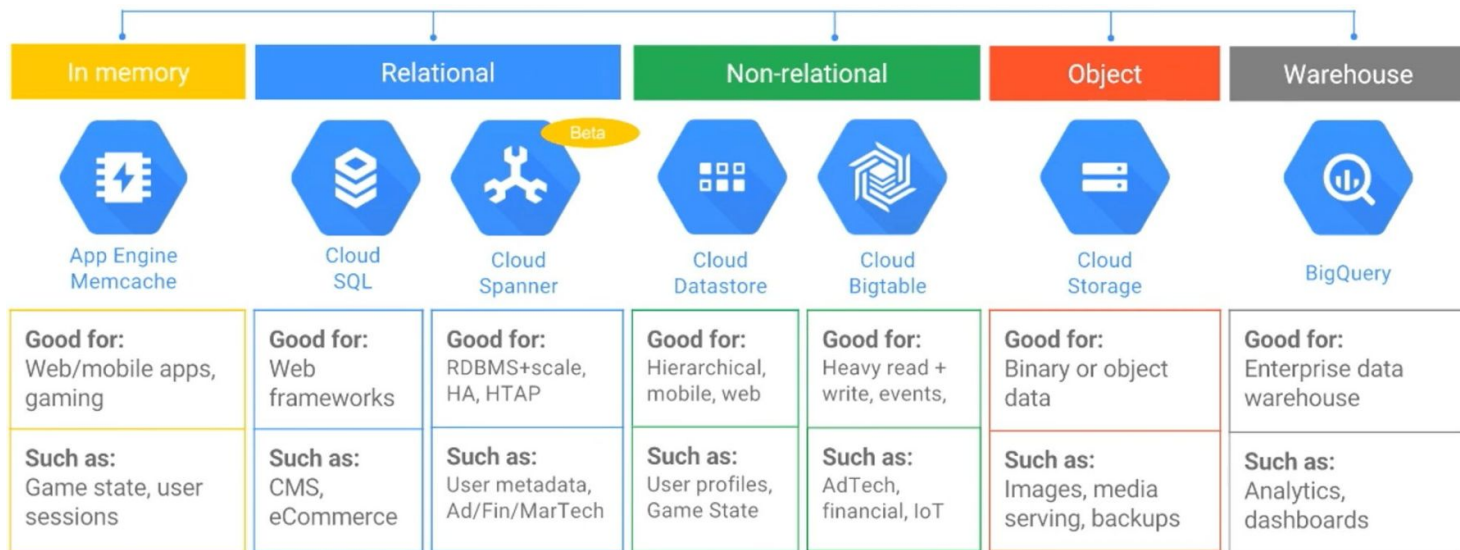 In memory
Relational
Non-relational
Object
Warehouse
Beta
App Engine
Memcache
Cloud
SQL
Cloud
Spanner
Cloud
Datastore
Cloud
Bigtable
Cloud
Storage
BigQuery
Good for:
Web/mobile apps,
gaming
Good for:
Web
frameworks
Good for:
RDBMS+scale,
HA, HTAP
Good for:
Hierarchical,
mobile, web
Good for:
Heavy read +
write, events,
Good for:
Binary or object
data
Good for:
Enterprise data
warehouse
Such as:
Game state, user
sessions
Such as:
CMS,
eCommerce
Such as:
User metadata,
Ad/Fin/MarTech
Such as:
User profiles,
Game State
Such as:
AdTech,
financial, IoT
Such as:
Images, media
serving, backups
Such as:
Analytics,
dashboards